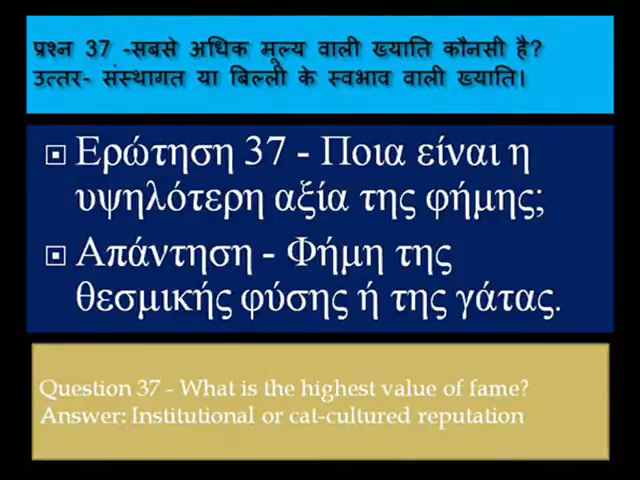 प्रश्न 37 -सबसे अधिक मूल्य वाली ख्याति कौनसी है?
उत्तर- संस्थागत या बिल्ली के स्वभाव वाली ख्याति।
Ερώτηση 37 - Ποια είναι η
υψηλότερη αξία της φήμης;
Απάντηση - Φήμη της
θεσμικής φύσης ή της γάτας.
Question 37 - What is the highest value of fame?
Answer: Institutional or cat-cultured reputation